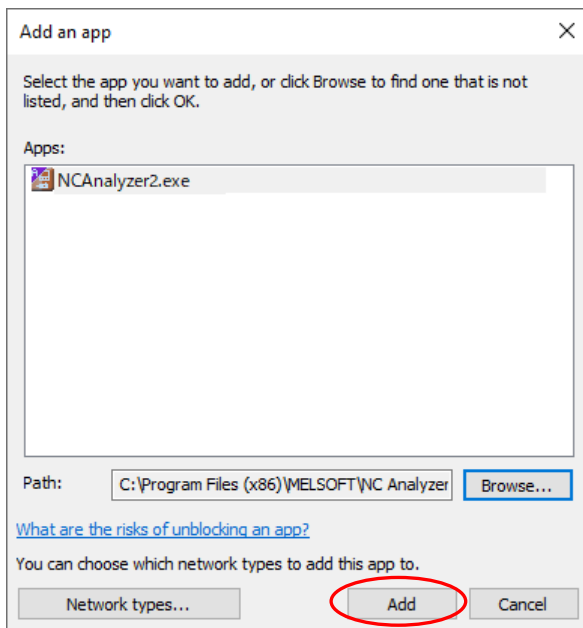 Add an app
Select the app you want to add, or click Browse to find one that is not
listed, and then click OK.
Apps:
NCAnalyzer2.exe
Path: C:\Program Files (x86)\MELSOFT\NC Analyzer Browse...
What are the risks of unblocking an app?
You can choose which network types to add this app to.
Network types... Add Cancel